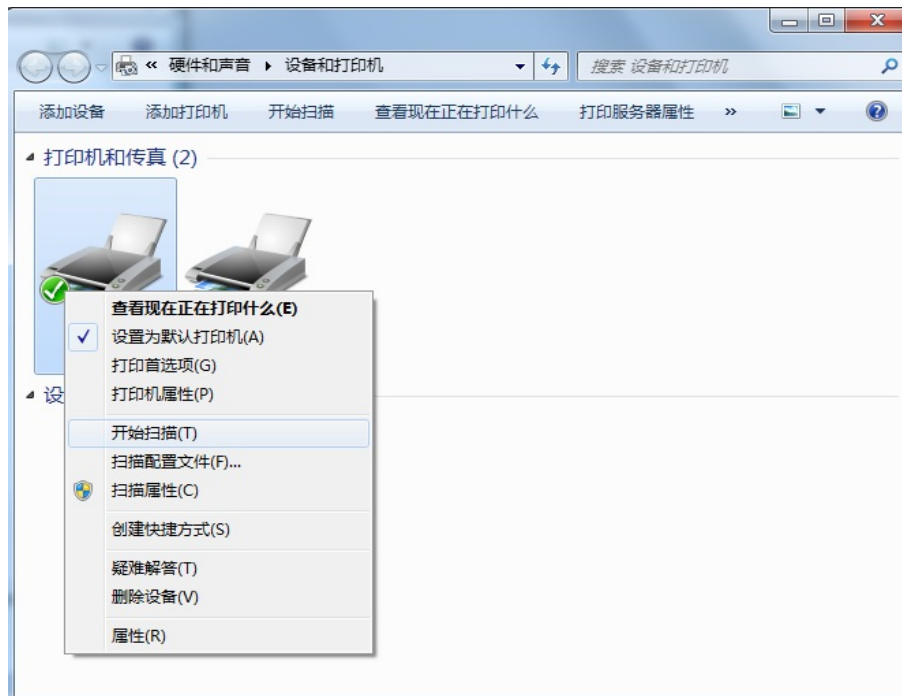 « 硬件和声音 ▸ 设备和打印机
搜索 设备和打印机
添加设备 添加打印机 开始扫描 查看现在正在打印什么 打印服务器属性 »
打印机和传真 (2)
查看现在正在打印什么(E)
设置为默认打印机(A)
打印首选项(G)
打印机属性(P)
设
开始扫描(T)
扫描配置文件(F)...
扫描属性(C)
创建快捷方式(S)
疑难解答(T)
删除设备(V)
属性(R)